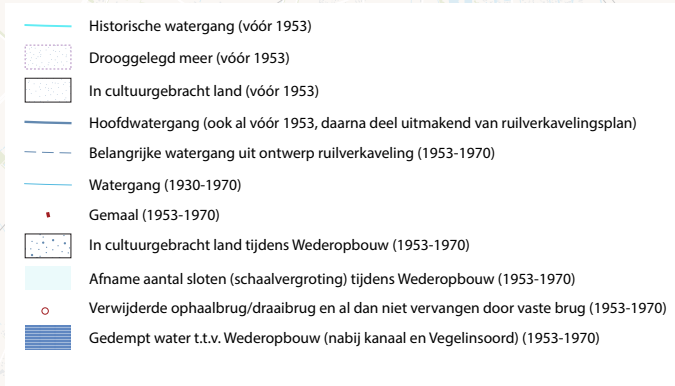 Historische watergang (vóór 1953)
Drooggelegd meer (vóór 1953)
In cultuurgebracht land (vóór 1953)
Hoofdwatergang (ook al vóór 1953, daarna deel uitmakend van ruilverkavelingsplan)
Belangrijke watergang uit ontwerp ruilverkaveling (1953-1970)
Watergang (1930-1970)
Gemaal (1953-1970)
In cultuurgebracht land tijdens Wederopbouw (1953-1970)
Afname aantal sloten (schaalvergroting) tijdens Wederopbouw (1953-1970)
Verwijderde ophaalbrug/draaibrug en al dan niet vervangen door vaste brug (1953-1970)
Gedempt water t.t.v. Wederopbouw (nabij kanaal en Vegelinsoord) (1953-1970)